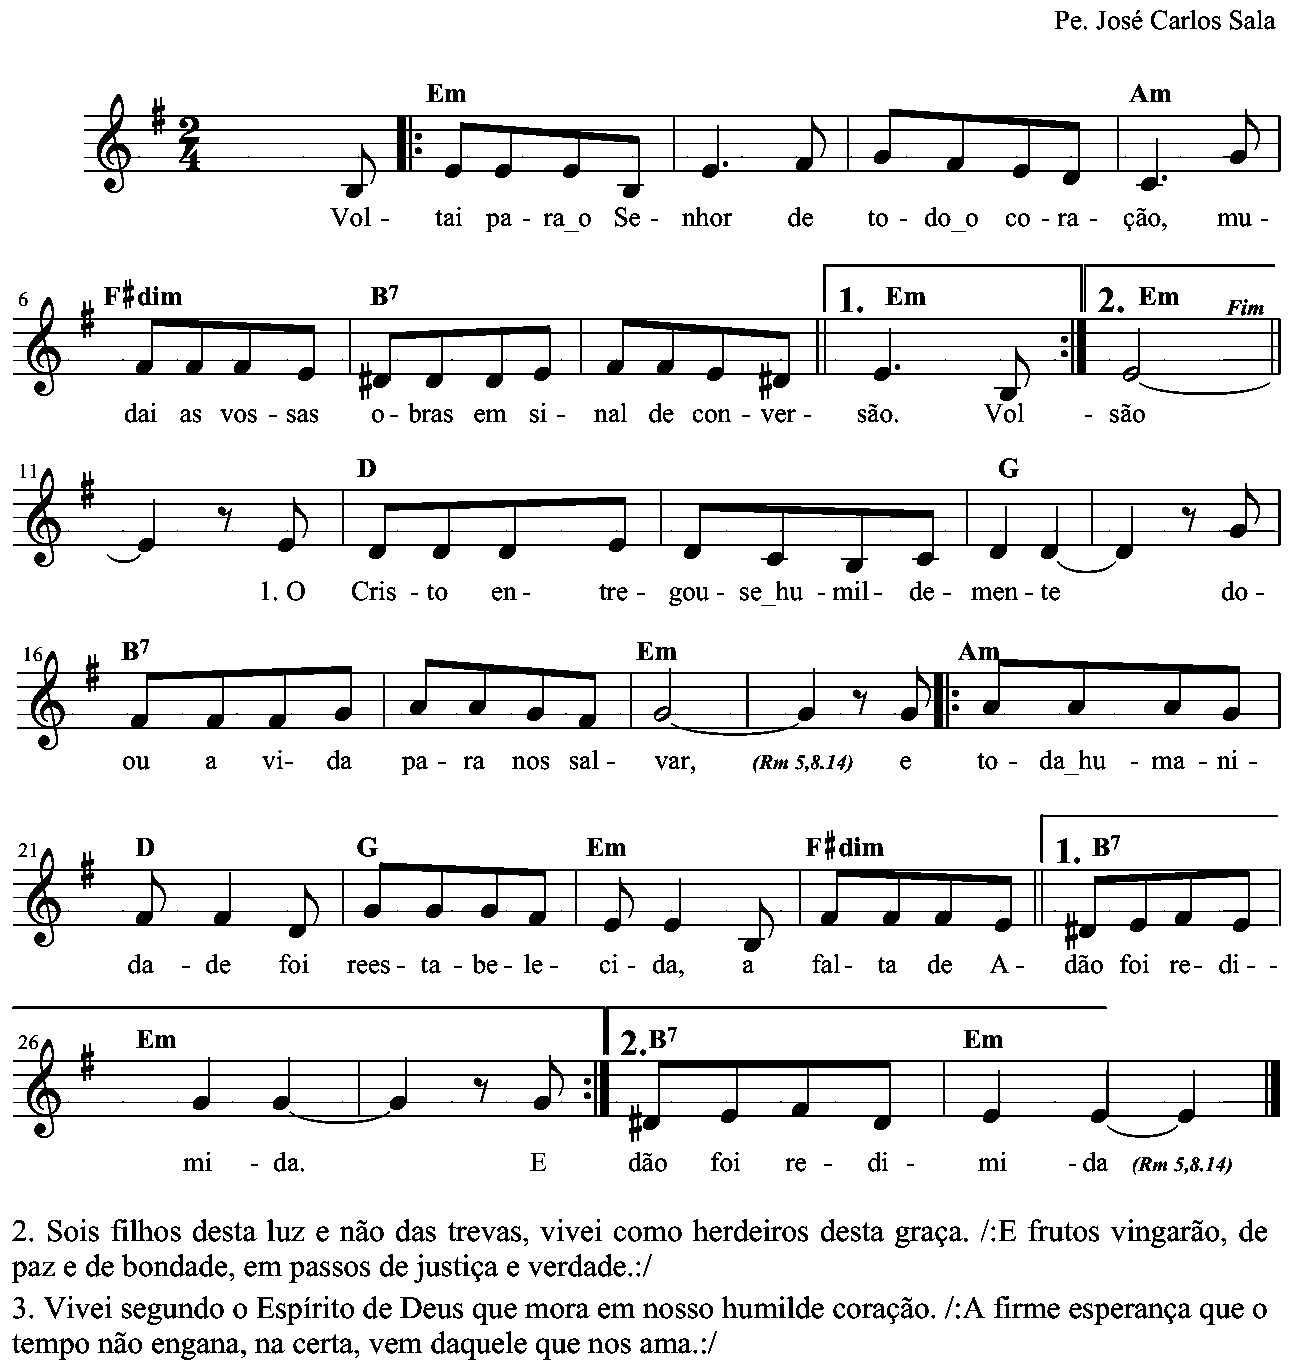 Pe. José Carlos Sala
Em Am
2/4
Vol - tai pa - ra_o Se - nhor de to - do_o co - ra - ção, mu -
6 F#dim B7 1. Em 2. Em Fim
dai as vos - sas o - bras em si - nal de con - ver - são. Vol - são
11 D G
1. O Cris - to en - tre - gou - se_hu - mil - de - men - te do -
16 B7 Em Am
ou a vi - da pa - ra nos sal - var, (Rm 5,8.14) e to - da_hu - ma - ni -
21 D G Em F#dim 1. B7
da - de foi rees - ta - be - le - ci - da, a fal - ta de A - dão foi re - di - -
26 Em 2. B7 Em
mi - da. E dão foi re - di - mi - da (Rm 5,8.14)
2. Sois filhos desta luz e não das trevas, vivei como herdeiros desta graça. /:E frutos vingarão, de
paz e de bondade, em passos de justiça e verdade.:/
3. Vivei segundo o Espírito de Deus que mora em nosso humilde coração. /:A firme esperança que o
tempo não engana, na certa, vem daquele que nos ama.:/